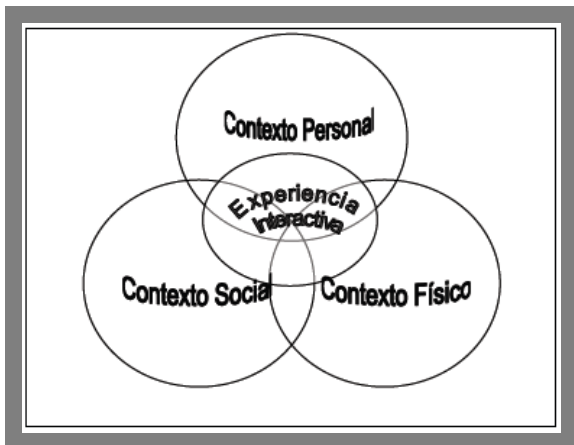 Contexto Personal
Experiencia
Interactiva
Contexto Social
Contexto Físico